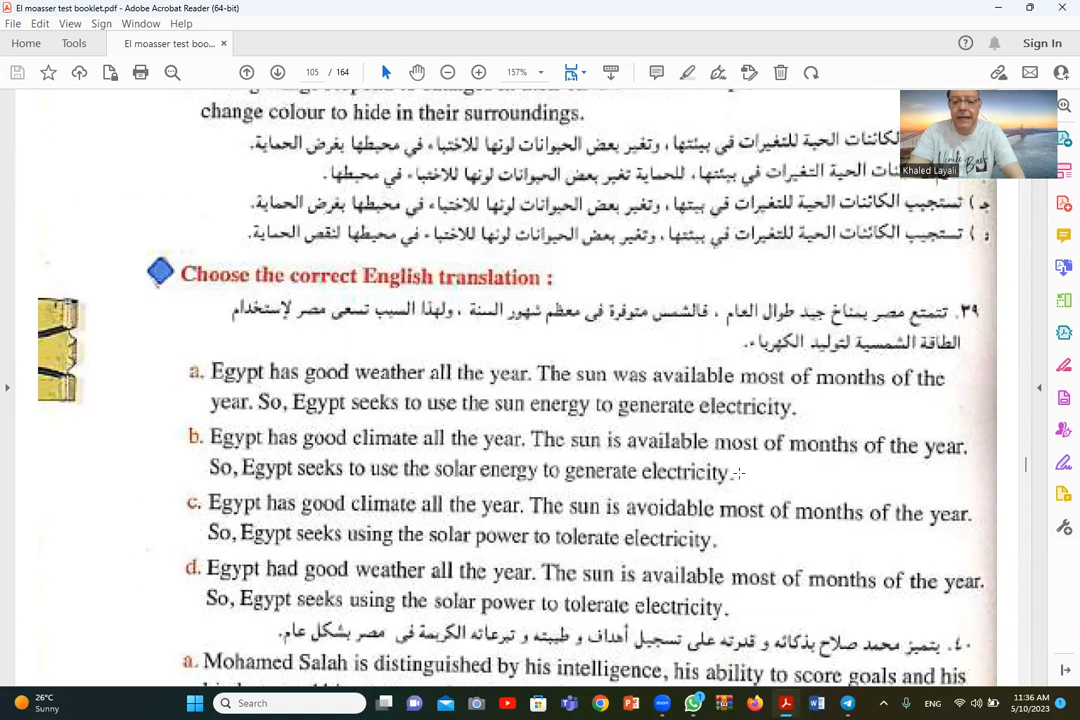 El moasser test booklet.pdf - Adobe Acrobat Reader (64-bit)
File Edit View Sign Window Help
Home Tools El moasser test boo... × Sign In
105 / 164 157%
change colour to hide in their surroundings.
الكائنات الحية للتغيرات في بيئتها ، وتغير بعض الحيوانات لونها للاختباء في محيطها بغرض الحماية.
الحية التغيرات في بيئتها، للحماية تغير بعض الحيوانات لونها للاختباء في محيطها.
جـ) تستجيب الكائنات الحية للتغيرات في بيتها ، وتغير بعض الحيوانات لونها للاختباء في محيطها بغرض الحماية.
د ) تستجيب الكائنات الحية للتغيرات في بيئتها ، وتغير بعض الحيوانات لونها للاختباء في محيطها لنقص الحماية.
Khaled Layali
Choose the correct English translation :
٣٩. تتمتع مصر بمناخ جيد طوال العام ، فالشمس متوفرة فى معظم شهور السنة ، ولهذا السبب تسعى مصر لإستخدام
الطاقة الشمسية لتوليد الكهرباء.
a. Egypt has good weather all the year. The sun was available most of months of the
year. So, Egypt seeks to use the sun energy to generate electricity.
b. Egypt has good climate all the year. The sun is available most of months of the year.
So, Egypt seeks to use the solar energy to generate electricity.
c. Egypt has good climate all the year. The sun is avoidable most of months of the year.
So, Egypt seeks using the solar power to tolerate electricity.
d. Egypt had good weather all the year. The sun is available most of months of the year.
So, Egypt seeks using the solar power to tolerate electricity.
٤٠. يتميز محمد صلاح بذكائه و قدرته على تسجيل أهداف و طيبته و تبرعاته الكريمة فى مصر بشكل عام.
a. Mohamed Salah is distinguished by his intelligence, his ability to score goals and his
26°C
Sunny
Search
ENG
11:36 AM
5/10/2023